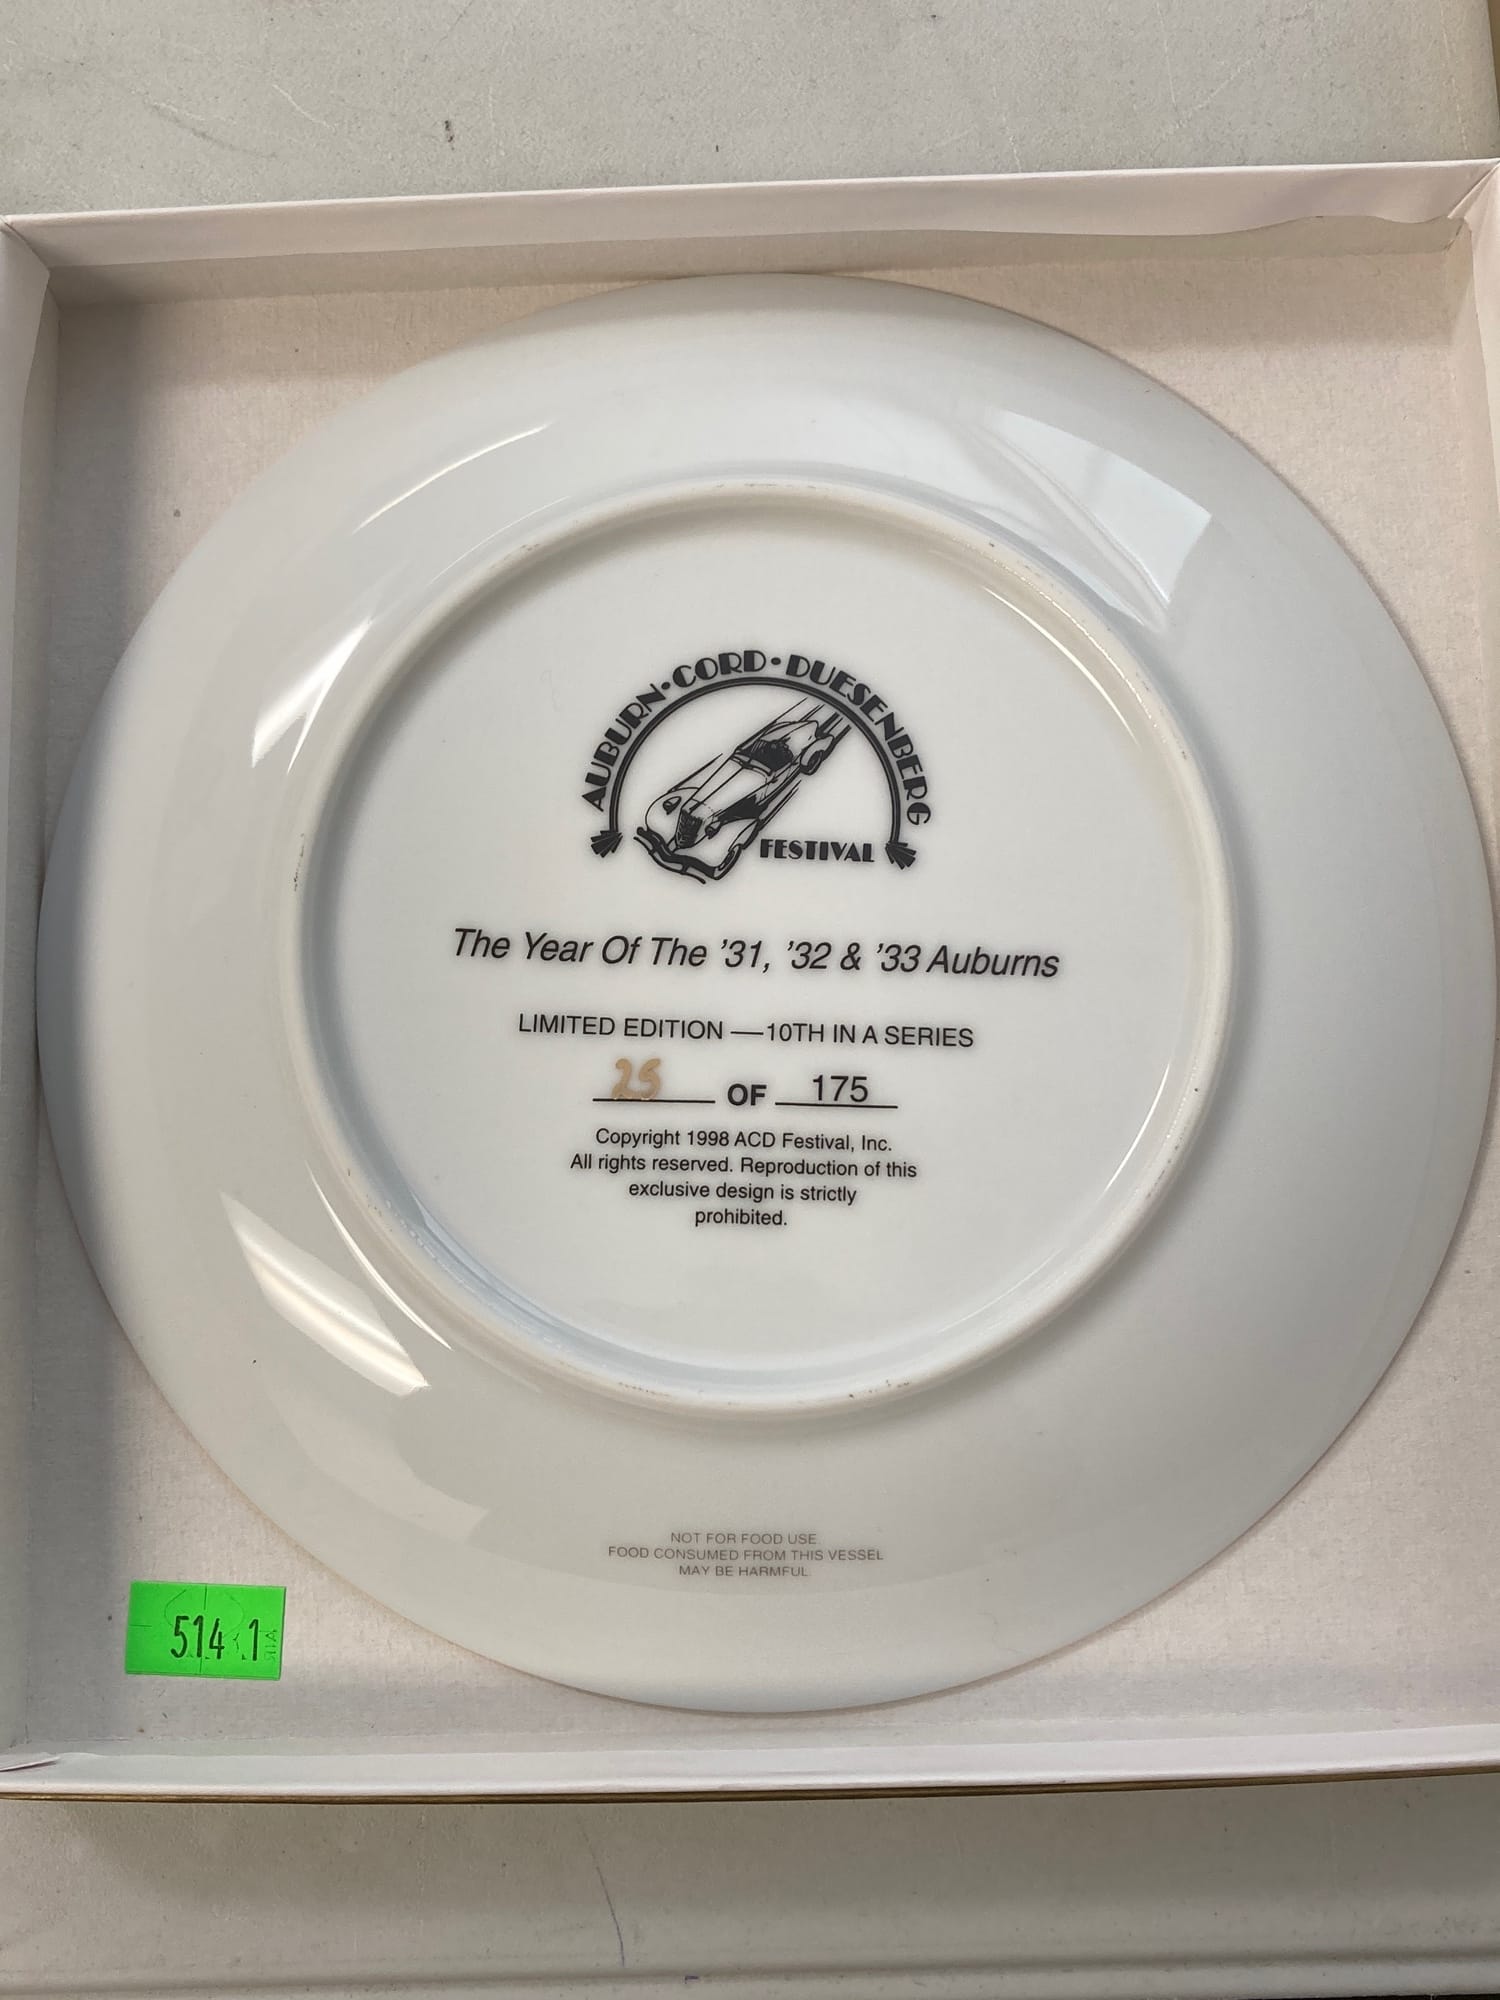 AUBURN • CORD • DUESENBERG
FESTIVAL
The Year Of The '31, '32 & '33 Auburns
LIMITED EDITION — 10TH IN A SERIES
25 OF 175
Copyright 1998 ACD Festival, Inc.
All rights reserved. Reproduction of this
exclusive design is strictly
prohibited.
NOT FOR FOOD USE.
FOOD CONSUMED FROM THIS VESSEL
MAY BE HARMFUL.
514 1